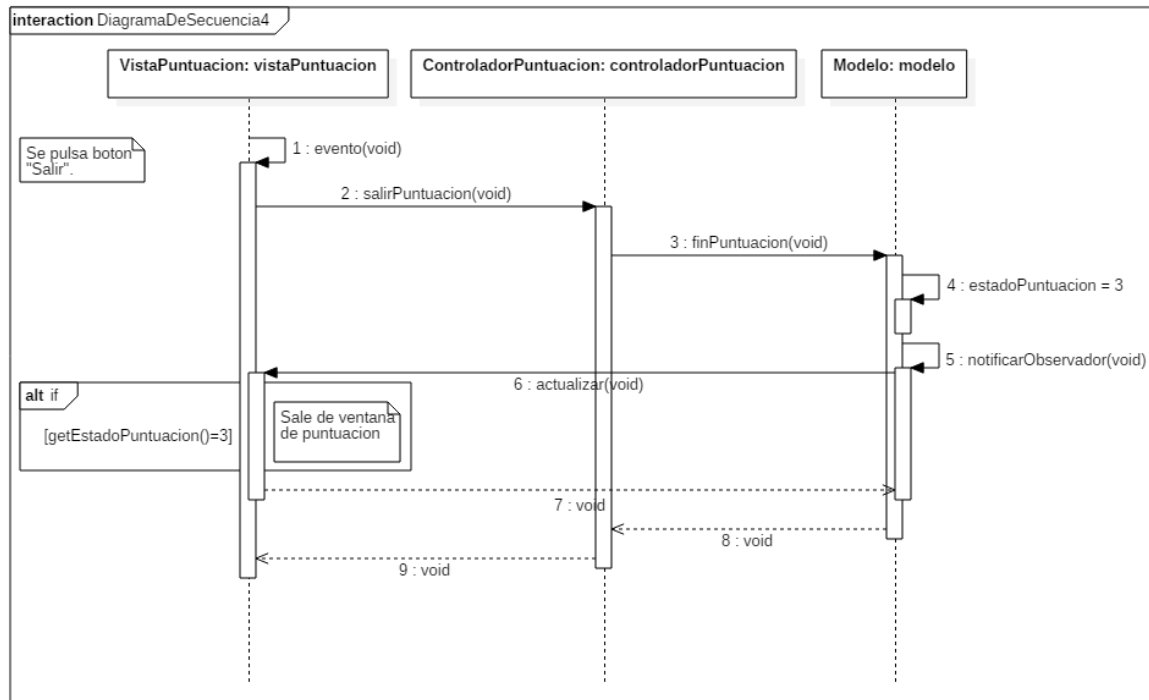 interaction DiagramaDeSecuencia4
VistaPuntuacion: vistaPuntuacion
ControladorPuntuacion: controladorPuntuacion
Modelo: modelo
Se pulsa boton
"Salir".
1 : evento(void)
2 : salirPuntuacion(void)
3 : finPuntuacion(void)
4 : estadoPuntuacion = 3
5 : notificarObservador(void)
6 : actualizar(void)
alt if
[getEstadoPuntuacion()=3]
Sale de ventana
de puntuacion
7 : void
8 : void
9 : void